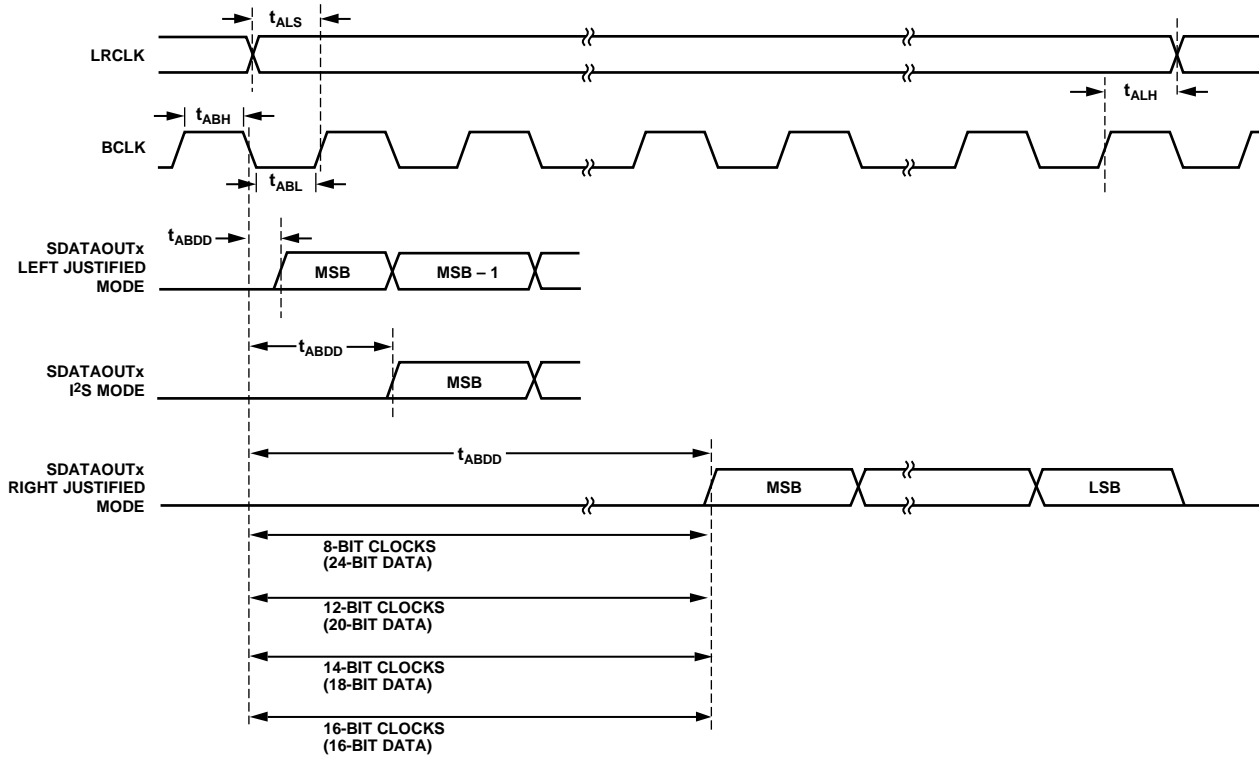 tALS
LRCLK
tALH
tABH
BCLK
tABL
tABDD
SDATAOUTx
LEFT JUSTIFIED
MODE
MSB
MSB – 1
tABDD
SDATAOUTx
I2S MODE
MSB
tABDD
SDATAOUTx
RIGHT JUSTIFIED
MODE
MSB
LSB
8-BIT CLOCKS
(24-BIT DATA)
12-BIT CLOCKS
(20-BIT DATA)
14-BIT CLOCKS
(18-BIT DATA)
16-BIT CLOCKS
(16-BIT DATA)